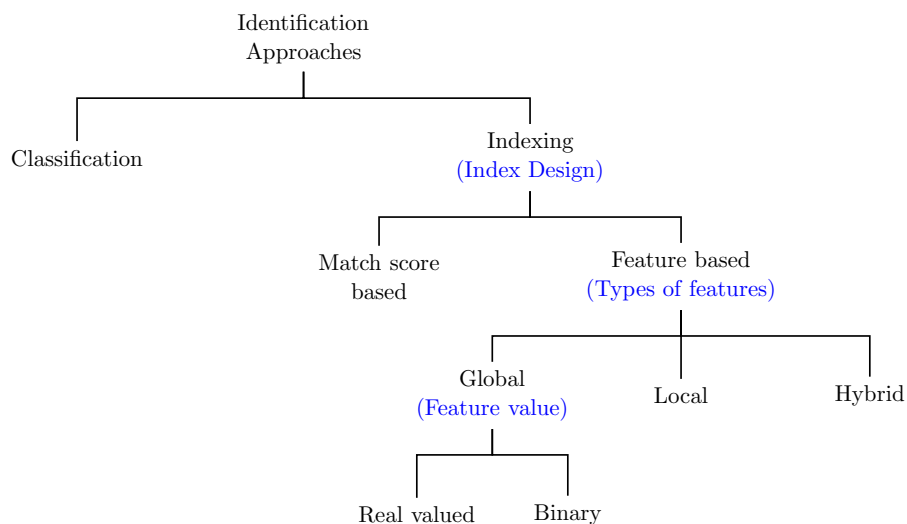 Identification
Approaches
Classification
Indexing
(Index Design)
Match score
based
Feature based
(Types of features)
Global
(Feature value)
Local
Hybrid
Real valued
Binary